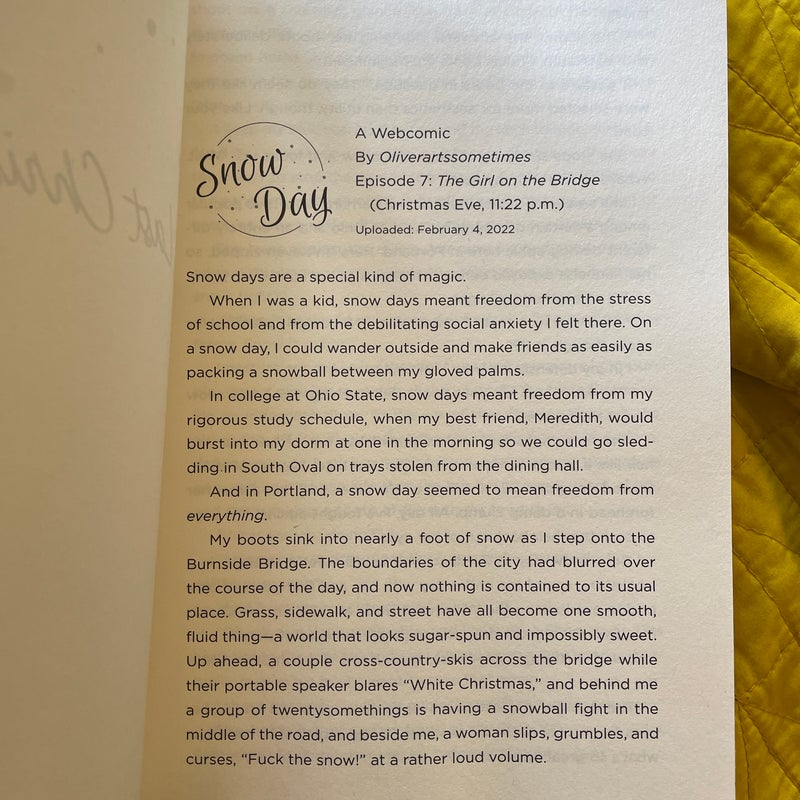 Snow
Day
A Webcomic
By Oliverartssometimes
Episode 7: The Girl on the Bridge
(Christmas Eve, 11:22 p.m.)
Uploaded: February 4, 2022
Snow days are a special kind of magic.
When I was a kid, snow days meant freedom from the stress
of school and from the debilitating social anxiety I felt there. On
a snow day, I could wander outside and make friends as easily as
packing a snowball between my gloved palms.
In college at Ohio State, snow days meant freedom from my
rigorous study schedule, when my best friend, Meredith, would
burst into my dorm at one in the morning so we could go sled-
ding in South Oval on trays stolen from the dining hall.
And in Portland, a snow day seemed to mean freedom from
everything.
My boots sink into nearly a foot of snow as I step onto the
Burnside Bridge. The boundaries of the city had blurred over
the course of the day, and now nothing is contained to its usual
place. Grass, sidewalk, and street have all become one smooth,
fluid thing—a world that looks sugar-spun and impossibly sweet.
Up ahead, a couple cross-country-skis across the bridge while
their portable speaker blares “White Christmas,” and behind me
a group of twentysomethings is having a snowball fight in the
middle of the road, and beside me, a woman slips, grumbles, and
curses, “Fuck the snow!” at a rather loud volume.